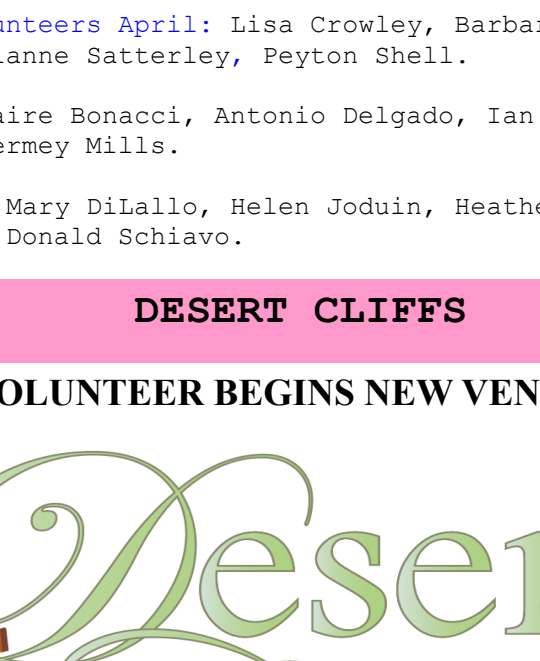 unteers April: Lisa Crowley, Barbar
ianne Satterley, Peyton Shell.
aire Bonacci, Antonio Delgado, Ian
ermey Mills.
Mary DiLallo, Helen Joduin, Heathe
Donald Schiavo.
DESERT CLIFFS
OLUNTEER BEGINS NEW VEN
Deser